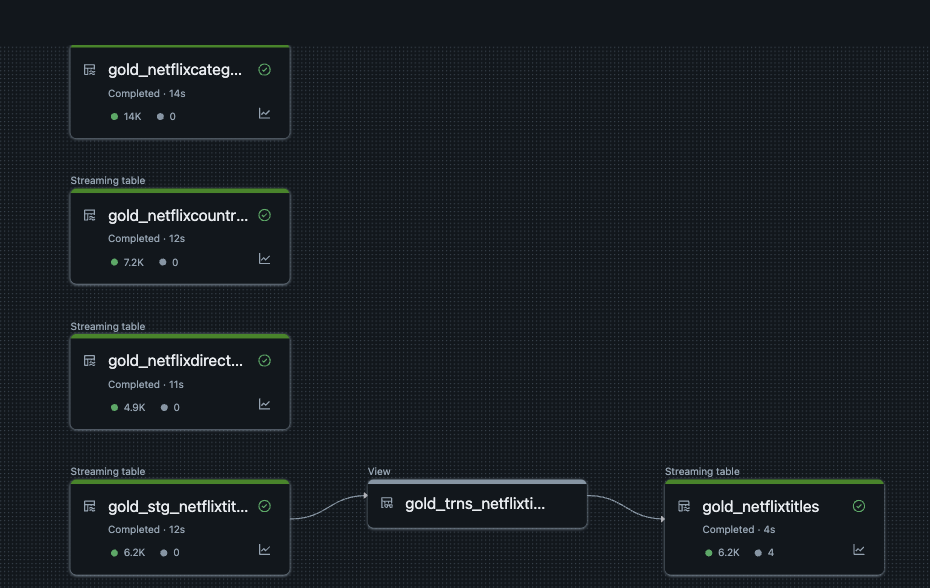 gold_netflixcateg...
Completed · 14s
14K 0
Streaming table
gold_netflixcountr...
Completed · 12s
7.2K 0
Streaming table
gold_netflixdirect...
Completed · 11s
4.9K 0
Streaming table
gold_stg_netflixtit...
Completed · 12s
6.2K 0
View
gold_trns_netflixti...
Streaming table
gold_netflixtitles
Completed · 4s
6.2K 4